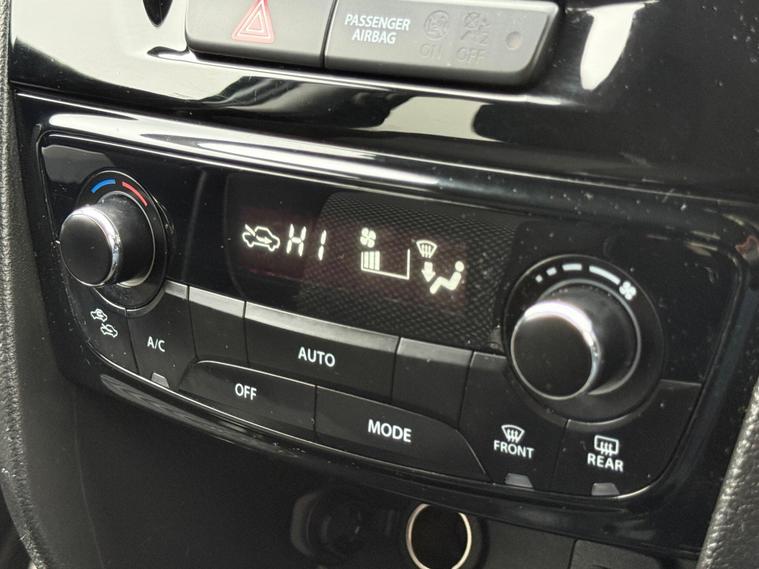 PASSENGER
AIRBAG
ON
OFF
HI
A/C
AUTO
OFF
MODE
FRONT
REAR